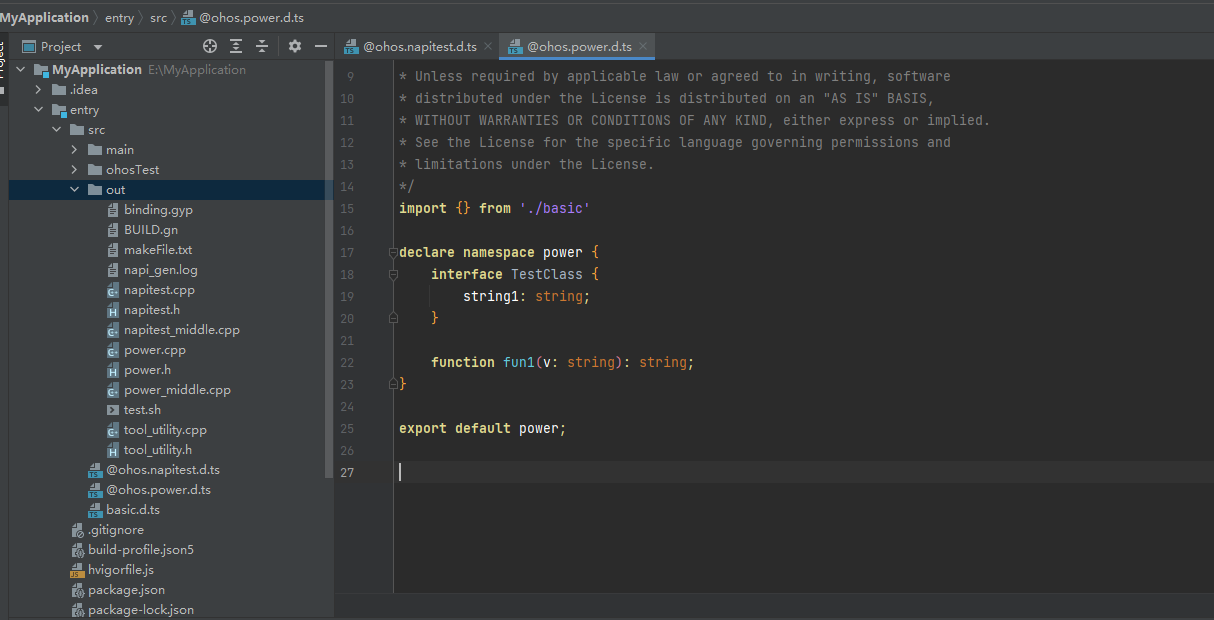 MyApplication entry src @ohos.power.d.ts
Project
@ohos.napitest.d.ts
@ohos.power.d.ts
MyApplication E:\MyApplication
.idea
entry
src
main
ohosTest
out
binding.gyp
BUILD.gn
makeFile.txt
napi_gen.log
napitest.cpp
napitest.h
napitest_middle.cpp
power.cpp
power.h
power_middle.cpp
test.sh
tool_utility.cpp
tool_utility.h
@ohos.napitest.d.ts
@ohos.power.d.ts
basic.d.ts
.gitignore
build-profile.json5
hvigorfile.js
package.json
package-lock.json
9 * Unless required by applicable law or agreed to in writing, software
10 * distributed under the License is distributed on an "AS IS" BASIS,
11 * WITHOUT WARRANTIES OR CONDITIONS OF ANY KIND, either express or implied.
12 * See the License for the specific language governing permissions and
13 * limitations under the License.
14 */
15 import {} from './basic'
16
17 declare namespace power {
18 interface TestClass {
19 string1: string;
20 }
21
22 function fun1(v: string): string;
23 }
24
25 export default power;
26
27